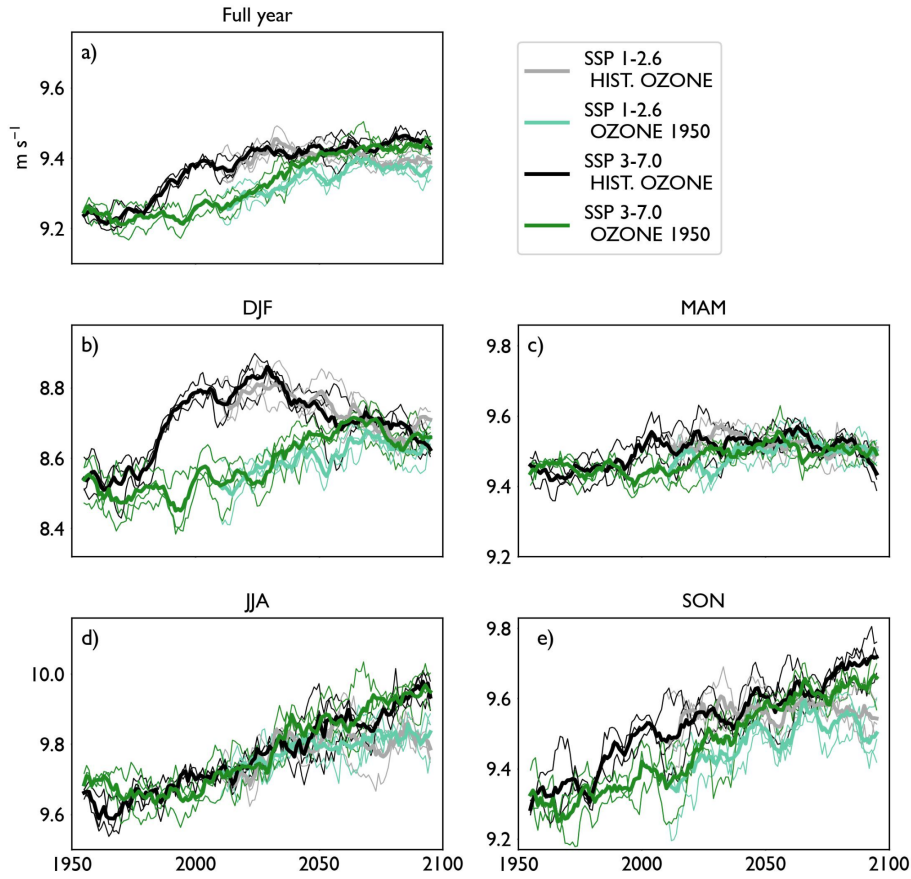 Full year
a)
9.6
9.4
9.2
m s⁻¹
SSP 1-2.6
HIST. OZONE
SSP 1-2.6
OZONE 1950
SSP 3-7.0
HIST. OZONE
SSP 3-7.0
OZONE 1950
DJF
b)
8.8
8.6
8.4
MAM
c)
9.8
9.6
9.4
9.2
JJA
d)
10.0
9.8
9.6
1950 2000 2050 2100
SON
e)
9.8
9.6
9.4
9.2
1950 2000 2050 2100